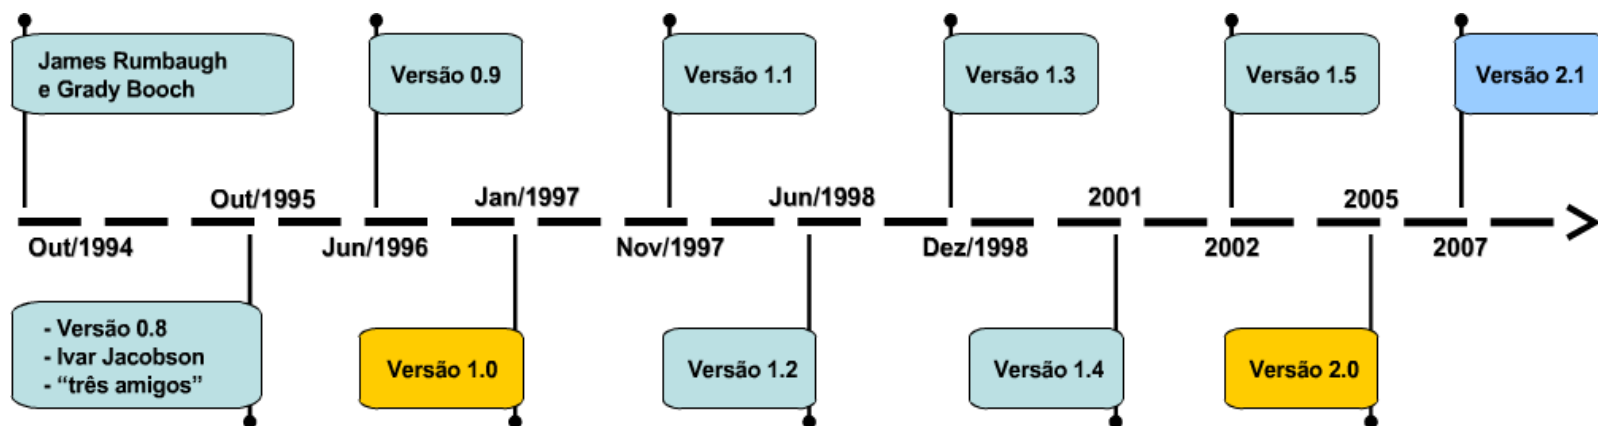 James Rumbaugh
e Grady Booch
Versão 0.9
Versão 1.1
Versão 1.3
Versão 1.5
Versão 2.1
Out/1995
Jan/1997
Jun/1998
2001
2005
Out/1994
Jun/1996
Nov/1997
Dez/1998
2002
2007
- Versão 0.8
- Ivar Jacobson
- “três amigos”
Versão 1.0
Versão 1.2
Versão 1.4
Versão 2.0